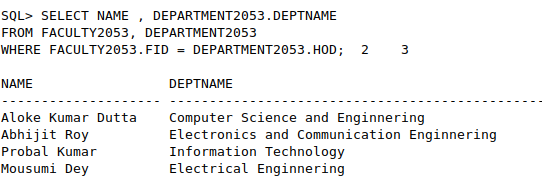 SQL> SELECT NAME , DEPARTMENT2053.DEPTNAME
FROM FACULTY2053, DEPARTMENT2053
WHERE FACULTY2053.FID = DEPARTMENT2053.HOD;  2    3
NAME                 DEPTNAME
-------------------- -----------------------------------------------
Aloke Kumar Dutta    Computer Science and Enginnering
Abhijit Roy          Electronics and Communication Enginnering
Probal Kumar         Information Technology
Mousumi Dey          Electrical Enginnering